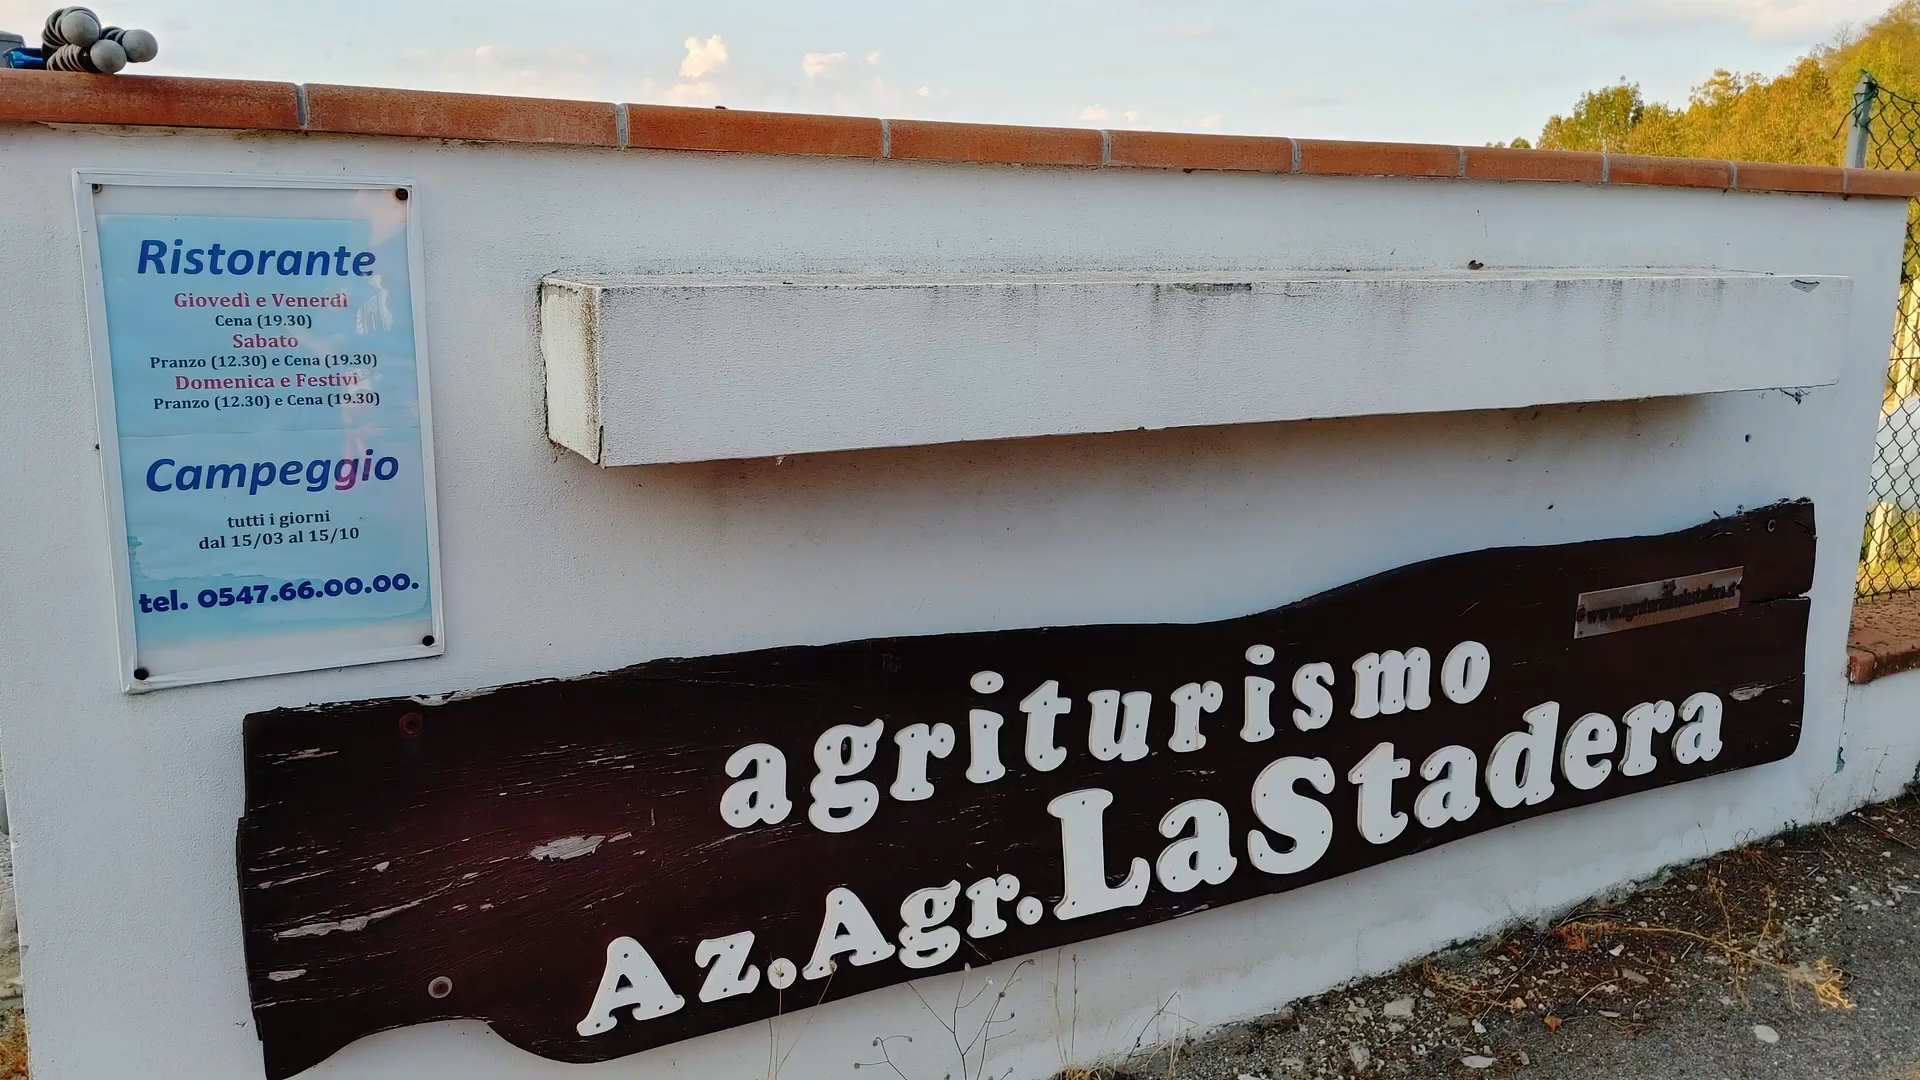 Ristorante
Giovedì e Venerdì
Cena (19.30)
Sabato
Pranzo (12.30) e Cena (19.30)
Domenica e Festivi
Pranzo (12.30) e Cena (19.30)
Campeggio
tutti i giorni
dal 15/03 al 15/10
tel. 0547.66.00.00.
agriturismo
Az.Agr.LaStadera